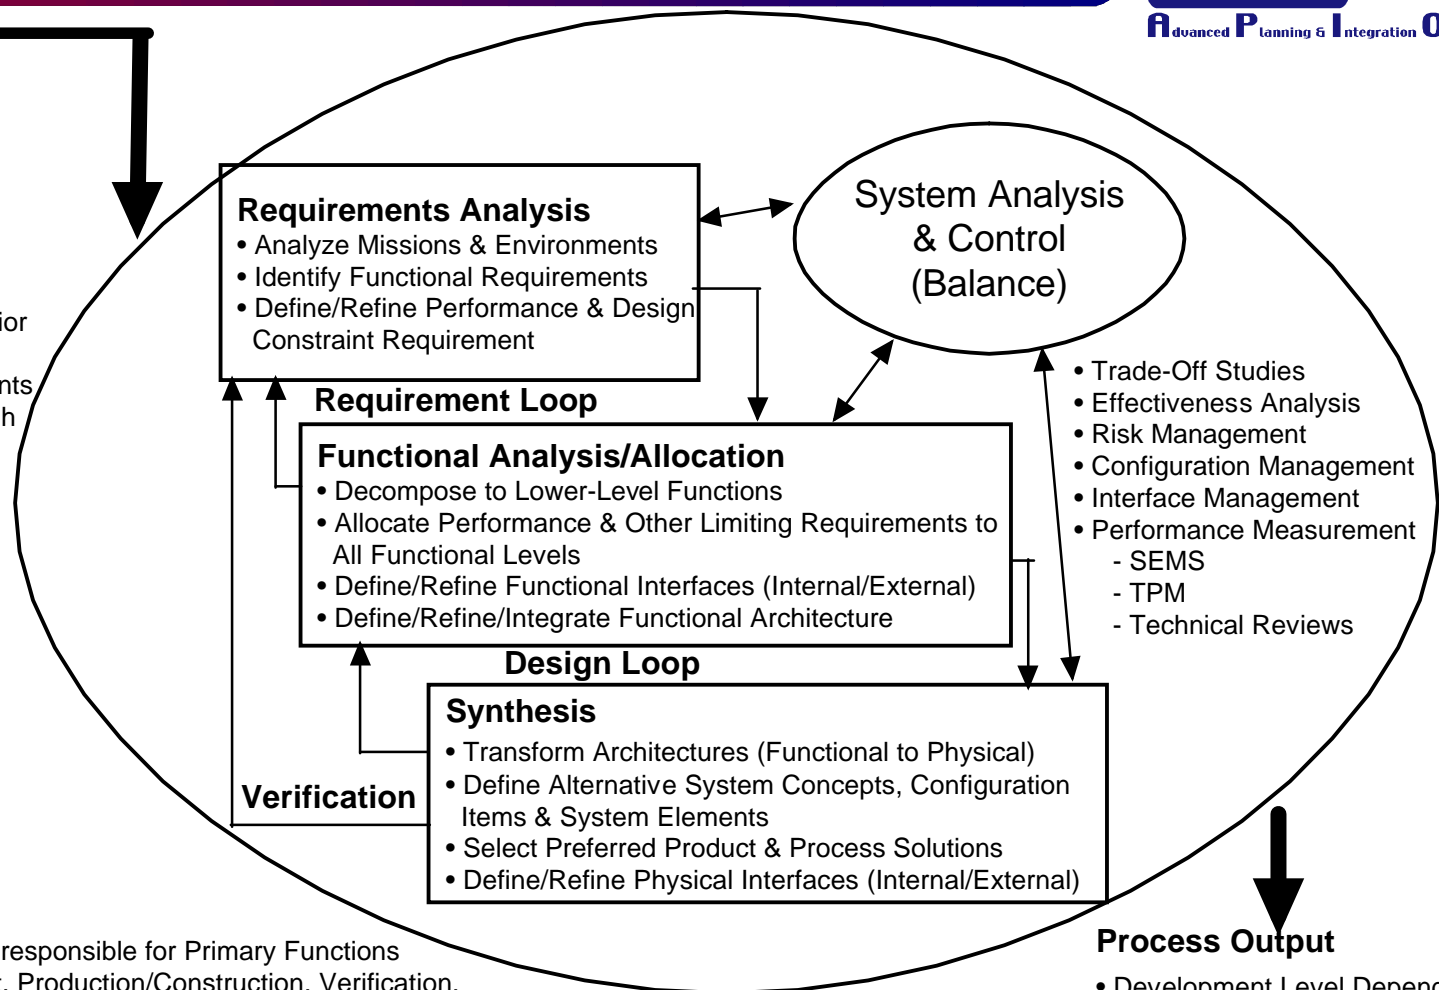 Advanced Planning & Integration
Requirements Analysis
• Analyze Missions & Environments
• Identify Functional Requirements
• Define/Refine Performance & Design
Constraint Requirement
System Analysis
& Control
(Balance)
Requirement Loop
Functional Analysis/Allocation
• Decompose to Lower-Level Functions
• Allocate Performance & Other Limiting Requirements to
All Functional Levels
• Define/Refine Functional Interfaces (Internal/External)
• Define/Refine/Integrate Functional Architecture
• Trade-Off Studies
• Effectiveness Analysis
• Risk Management
• Configuration Management
• Interface Management
• Performance Measurement
- SEMS
- TPM
- Technical Reviews
Design Loop
Synthesis
• Transform Architectures (Functional to Physical)
• Define Alternative System Concepts, Configuration
Items & System Elements
• Select Preferred Product & Process Solutions
• Define/Refine Physical Interfaces (Internal/External)
Verification
responsible for Primary Functions
Production/Construction, Verification,
Process Output
• Development Level